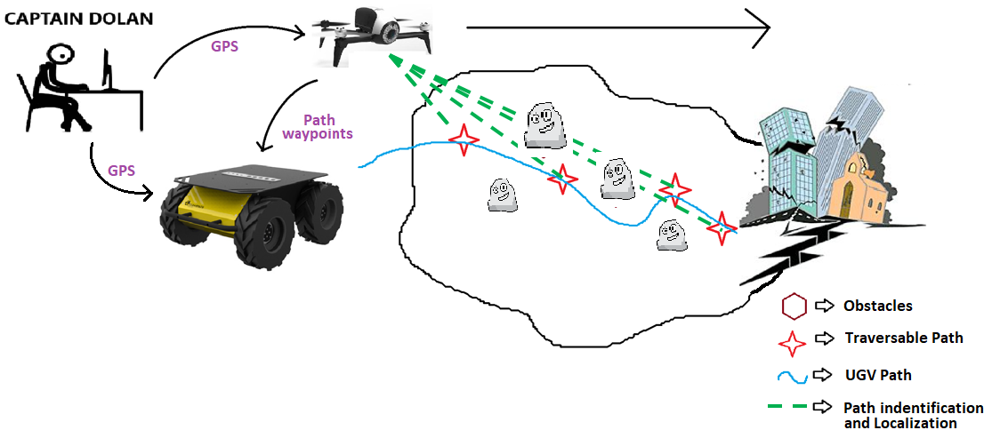 CAPTAIN DOLAN
GPS
Path
waypoints
GPS
Obstacles
Traversable Path
UGV Path
Path indentification
and Localization